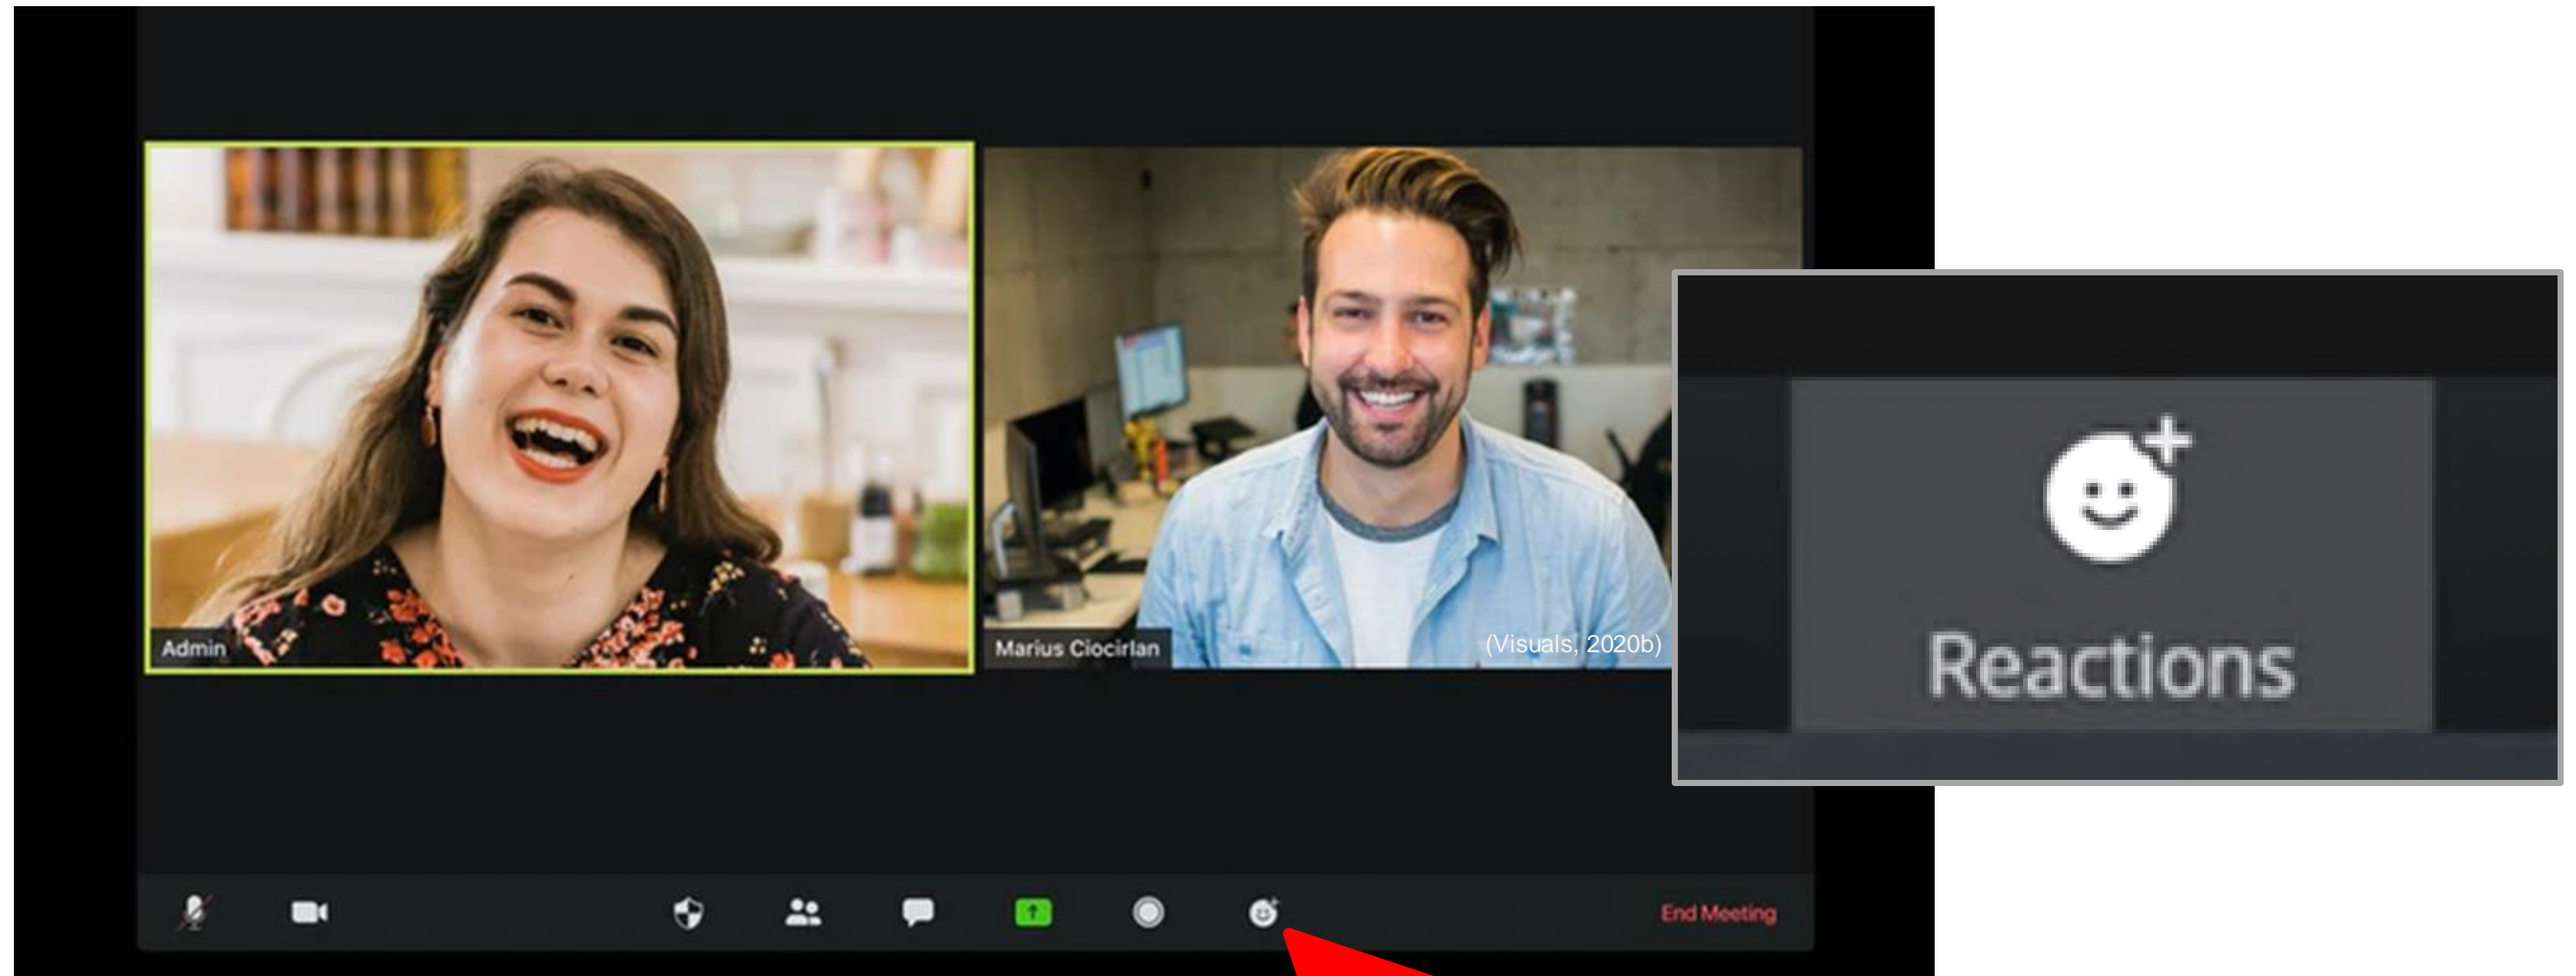 Admin
Marius Ciocirlan
(Visuals, 2020b)
Reactions
End Meeting